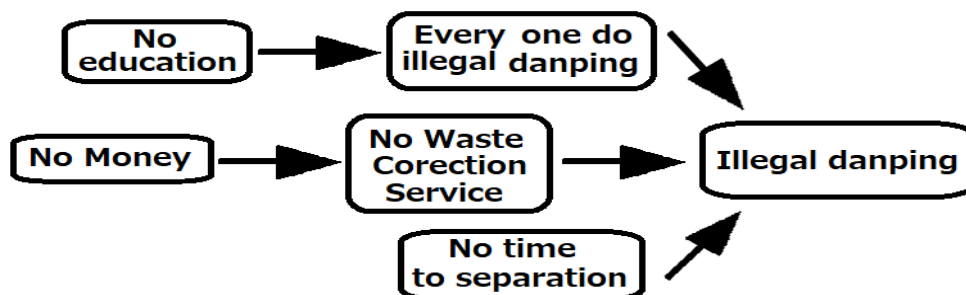 No
education
Every one do
illegal danping
No Money
No Waste
Corection
Service
Illegal danping
No time
to separation